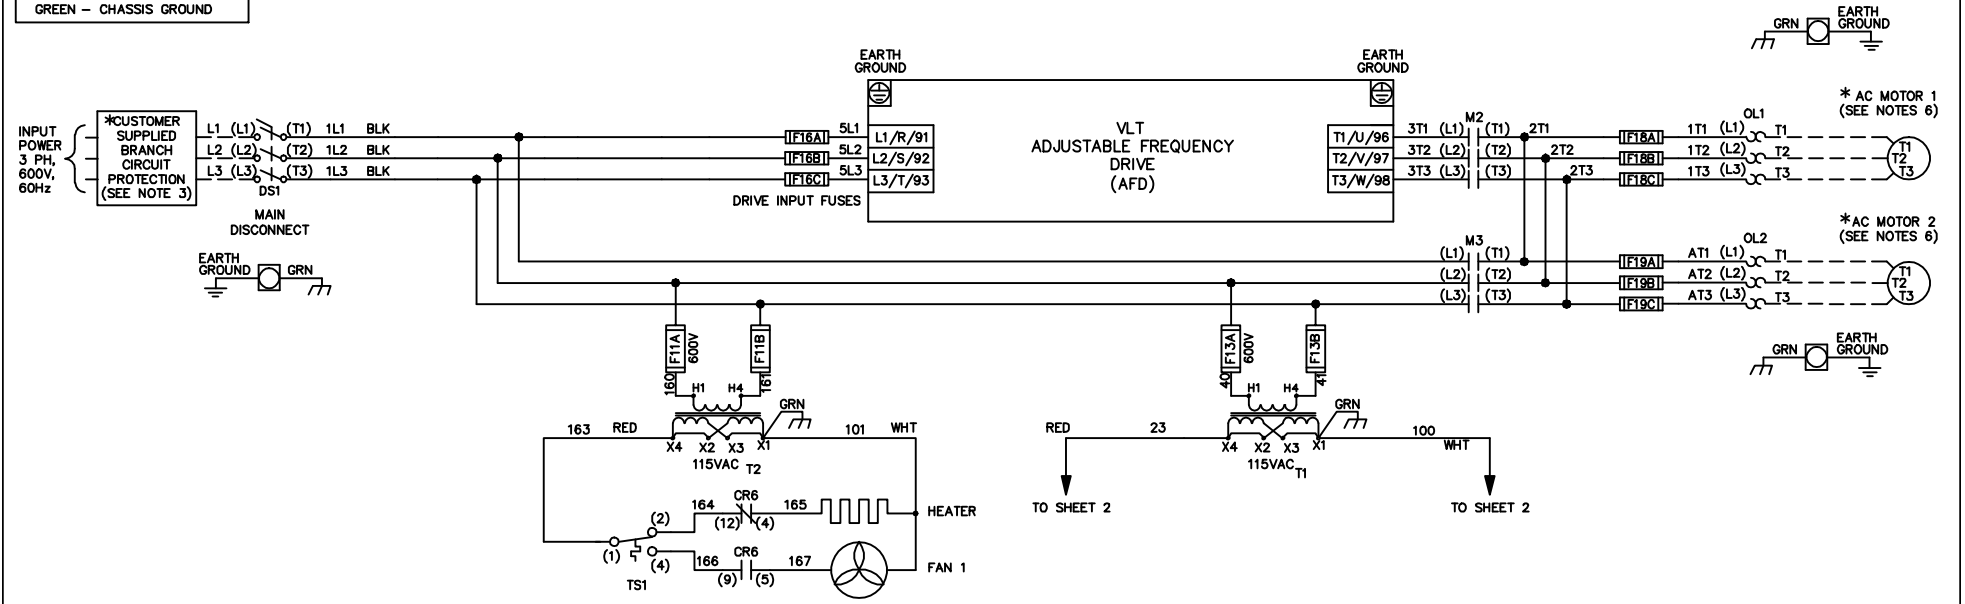 GREEN – CHASSIS GROUND
EARTH
GROUND
GRN
EARTH
GROUND
EARTH
GROUND
INPUT
POWER
3 PH,
600V,
60Hz
*CUSTOMER
SUPPLIED
BRANCH
CIRCUIT
PROTECTION
(SEE NOTE 3)
L1 (L1) (T1) 1L1 BLK
L2 (L2) (T2) 1L2 BLK
L3 (L3) (T3) 1L3 BLK
DS1
MAIN
DISCONNECT
F16A 5L1 L1/R/91
F16B 5L2 L2/S/92
F16C 5L3 L3/T/93
DRIVE INPUT FUSES
VLT
ADJUSTABLE FREQUENCY
DRIVE
(AFD)
M2
T1/U/96 3T1 (L1) (T1) 2T1 F18A 1T1 (L1) T1
T2/V/97 3T2 (L2) (T2) 2T2 F18B 1T2 (L2) T2
T3/W/98 3T3 (L3) (T3) 2T3 F18C 1T3 (L3) T3
OL1
* AC MOTOR 1
(SEE NOTES 6)
T1
T2
T3
EARTH
GROUND
GRN
M3
(L1) (T1) F19A AT1 (L1) T1
(L2) (T2) F19B AT2 (L2) T2
(L3) (T3) F19C AT3 (L3) T3
OL2
*AC MOTOR 2
(SEE NOTES 6)
T1
T2
T3
GRN
EARTH
GROUND
F11A
600V
F11B
160
161
H1 H4
GRN
163 RED
101 WHT
X4 X2 X3 X1
115VAC T2
F13A
600V
F13B
40
41
H1 H4
GRN
RED 23
100
WHT
X4 X2 X3 X1
115VAC T1
TO SHEET 2
TO SHEET 2
164 CR6 165
(12) (4)
HEATER
(2)
(1)
(4)
TS1
166 CR6 167
(9) (5)
FAN 1